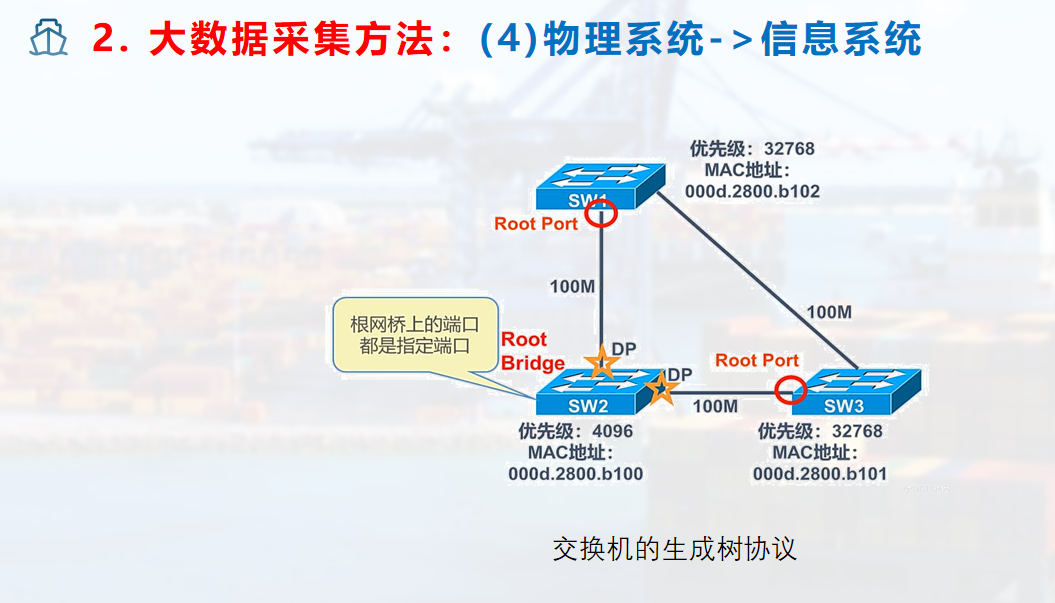 2. 大数据采集方法：(4)物理系统->信息系统
优先级：32768
MAC地址：
000d.2800.b102
SW1
Root Port
100M
100M
根网桥上的端口
都是指定端口
Root
Bridge
DP
DP
Root Port
100M
SW2
SW3
优先级：4096
MAC地址：
000d.2800.b100
优先级：32768
MAC地址：
000d.2800.b101
交换机的生成树协议